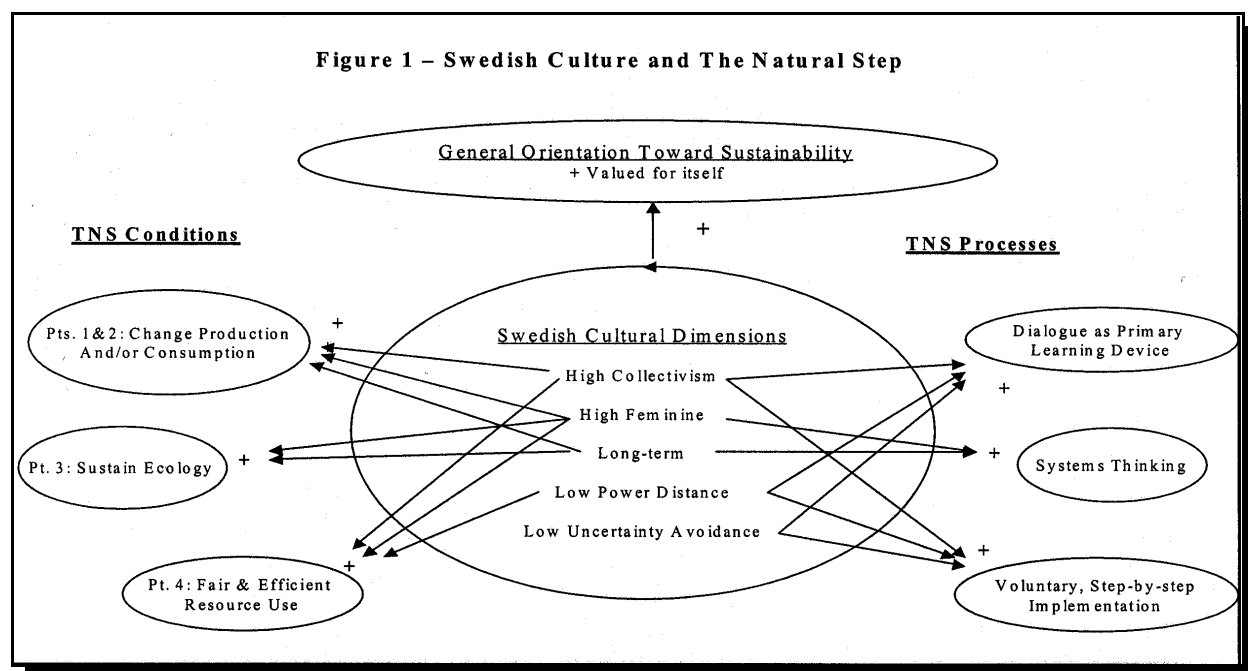 Figure 1 – Swedish Culture and The Natural Step
General Orientation Toward Sustainability
+ Valued for itself
+
TNS Conditions
TNS Processes
Pts. 1&2: Change Production
And/or Consumption
+
Swedish Cultural Dimensions
High Collectivism
High Feminine
Long-term
Low Power Distance
Low Uncertainty Avoidance
Dialogue as Primary
Learning Device
+
Pt. 3: Sustain Ecology
+
+
Systems Thinking
Pt. 4: Fair & Efficient
Resource Use
+
+
Voluntary, Step-by-step
Implementation